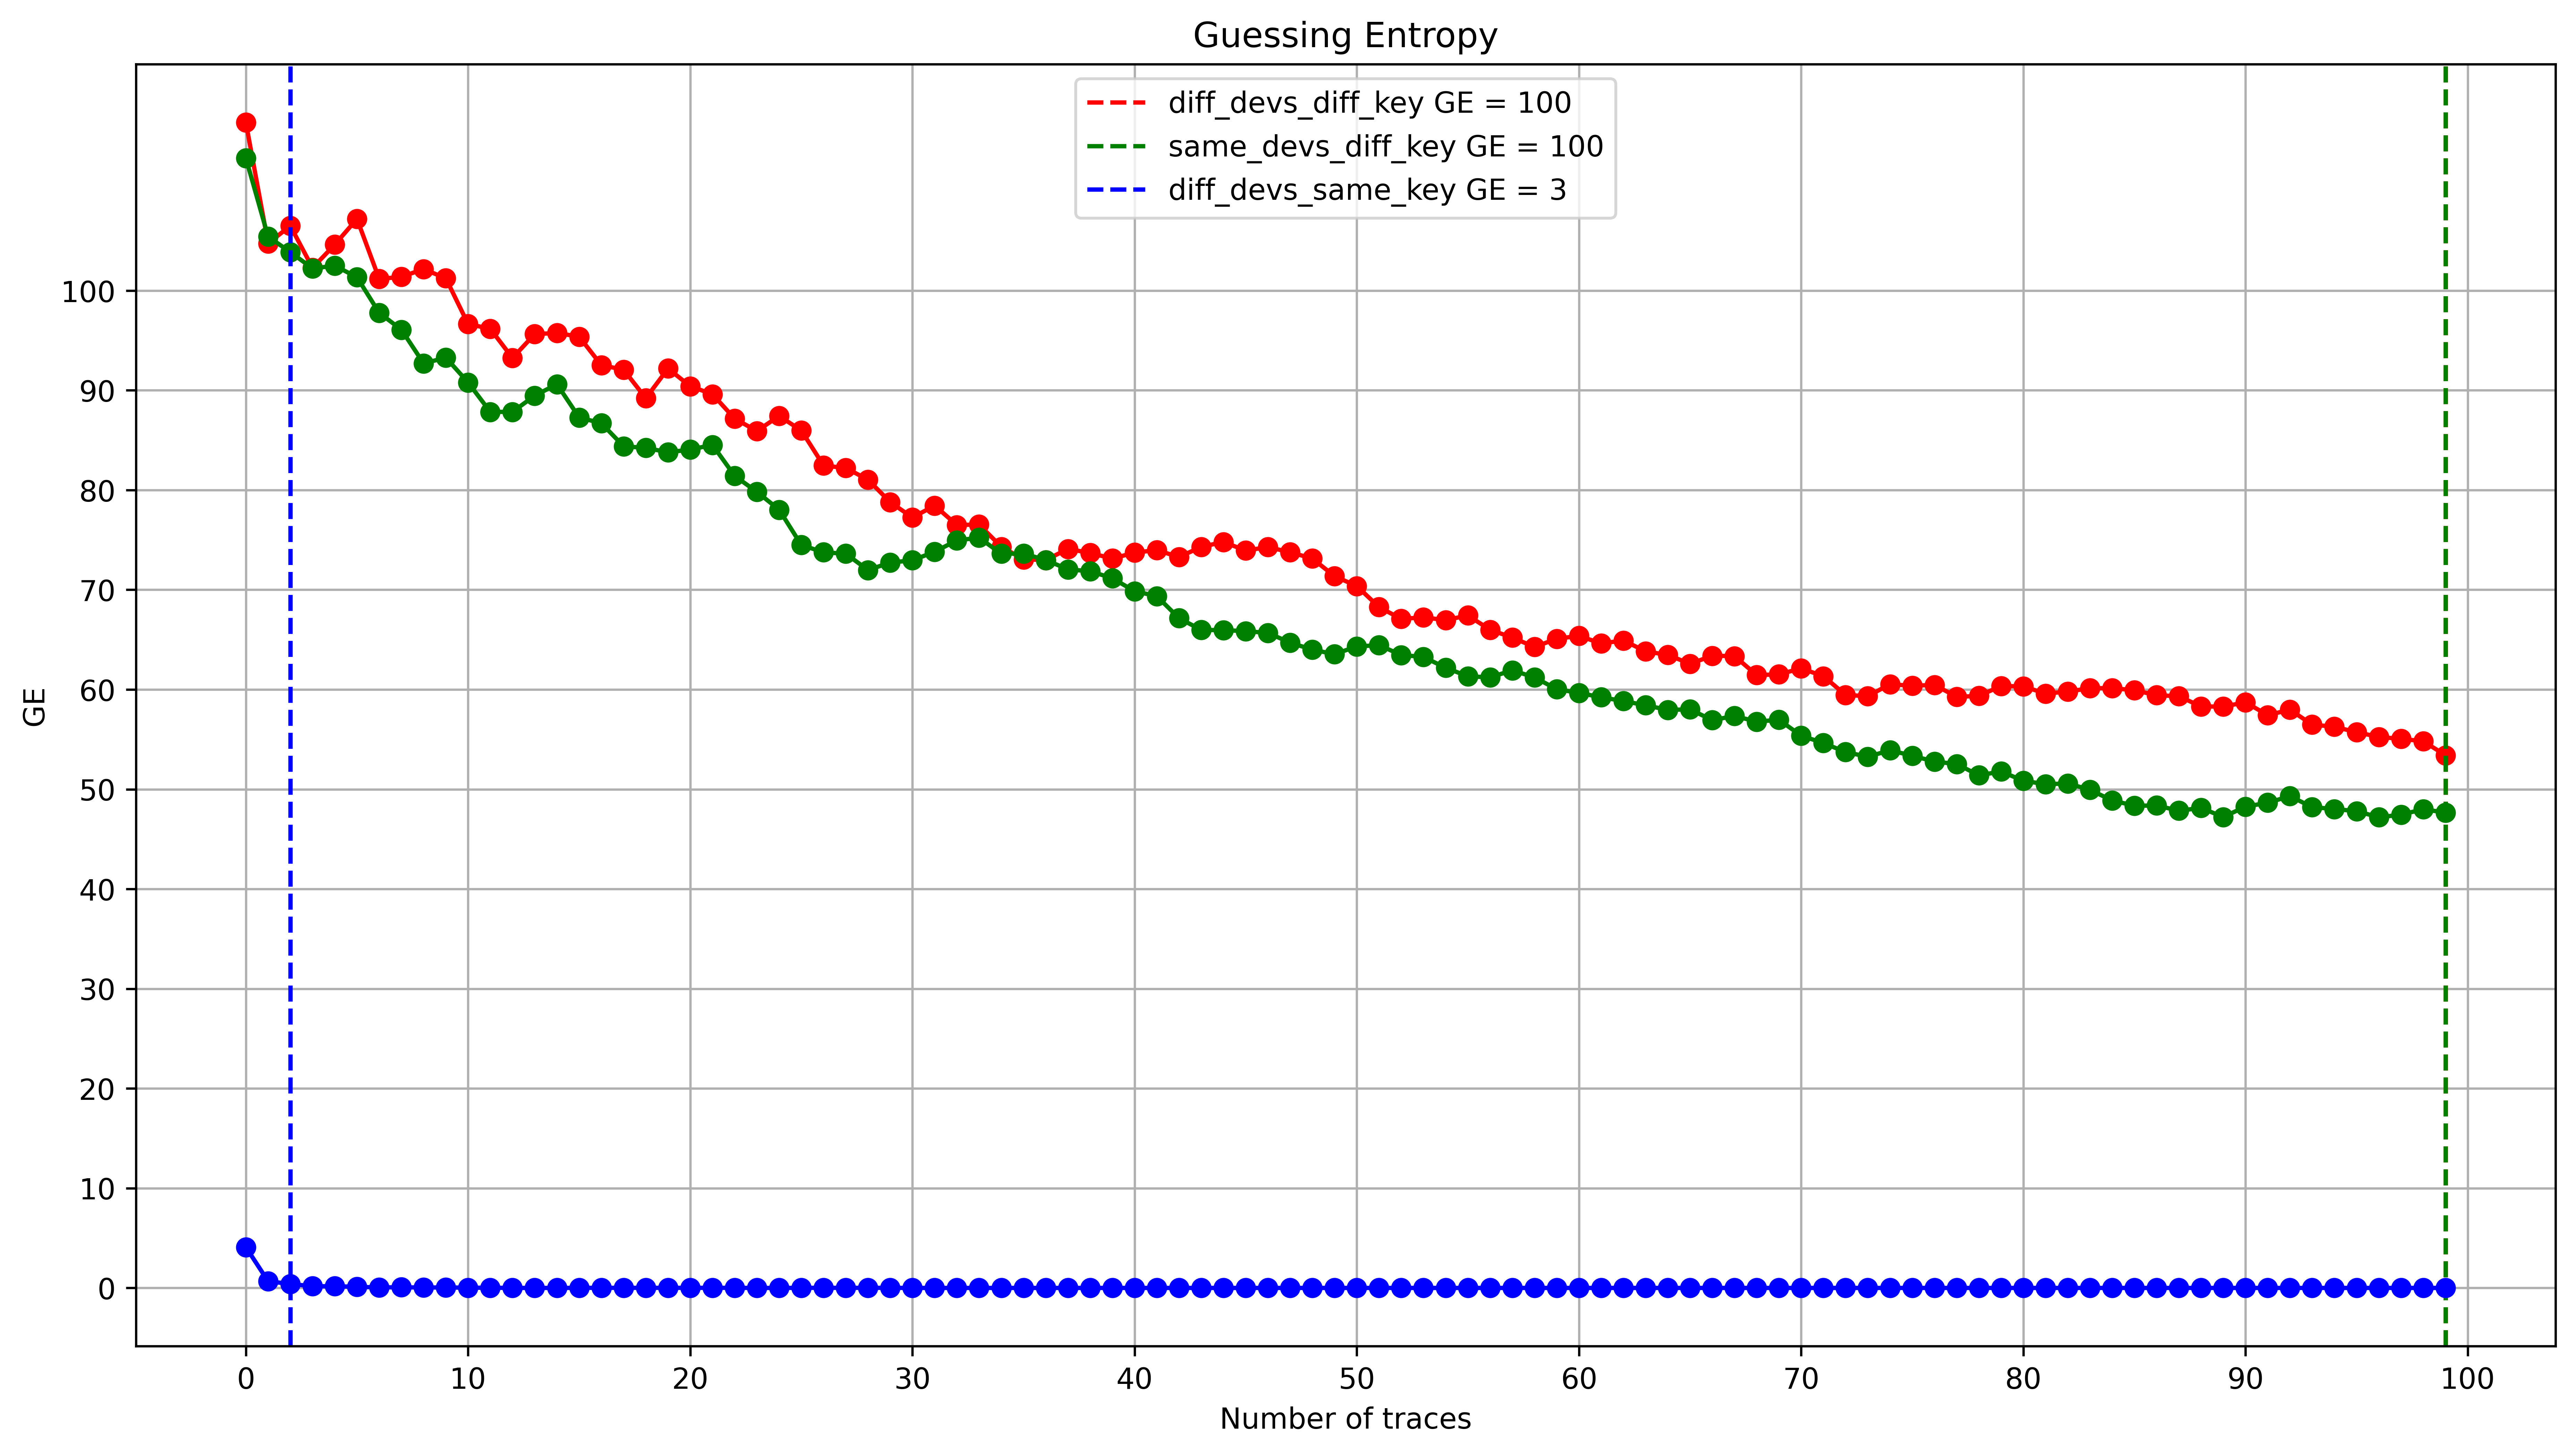 Guessing Entropy
diff_devs_diff_key GE = 100
same_devs_diff_key GE = 100
diff_devs_same_key GE = 3
100
90
80
70
60
50
40
30
20
10
0
GE
0 10 20 30 40 50 60 70 80 90 100
Number of traces